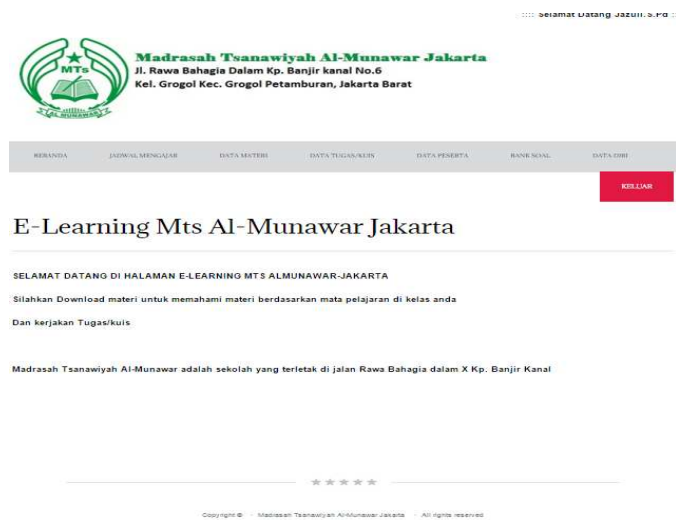 :::: Selamat Datang Jazuli.S.Pd :
MTs
AL MUNAWAR
Madrasah Tsanawiyah Al-Munawar Jakarta
Jl. Rawa Bahagia Dalam Kp. Banjir kanal No.6
Kel. Grogol Kec. Grogol Petamburan, Jakarta Barat
BERANDA JADWAL MENGAJAR DATA MATERI DATA TUGAS/KUIS DATA PESERTA BANK SOAL DATA DIRI
KELUAR
E-Learning Mts Al-Munawar Jakarta
SELAMAT DATANG DI HALAMAN E-LEARNING MTS ALMUNAWAR-JAKARTA
Silahkan Download materi untuk memahami materi berdasarkan mata pelajaran di kelas anda
Dan kerjakan Tugas/kuis
Madrasah Tsanawiyah Al-Munawar adalah sekolah yang terletak di jalan Rawa Bahagia dalam X Kp. Banjir Kanal
Copyright © - Madrasah Tsanawiyah Al-Munawar Jakarta - All rights reserved